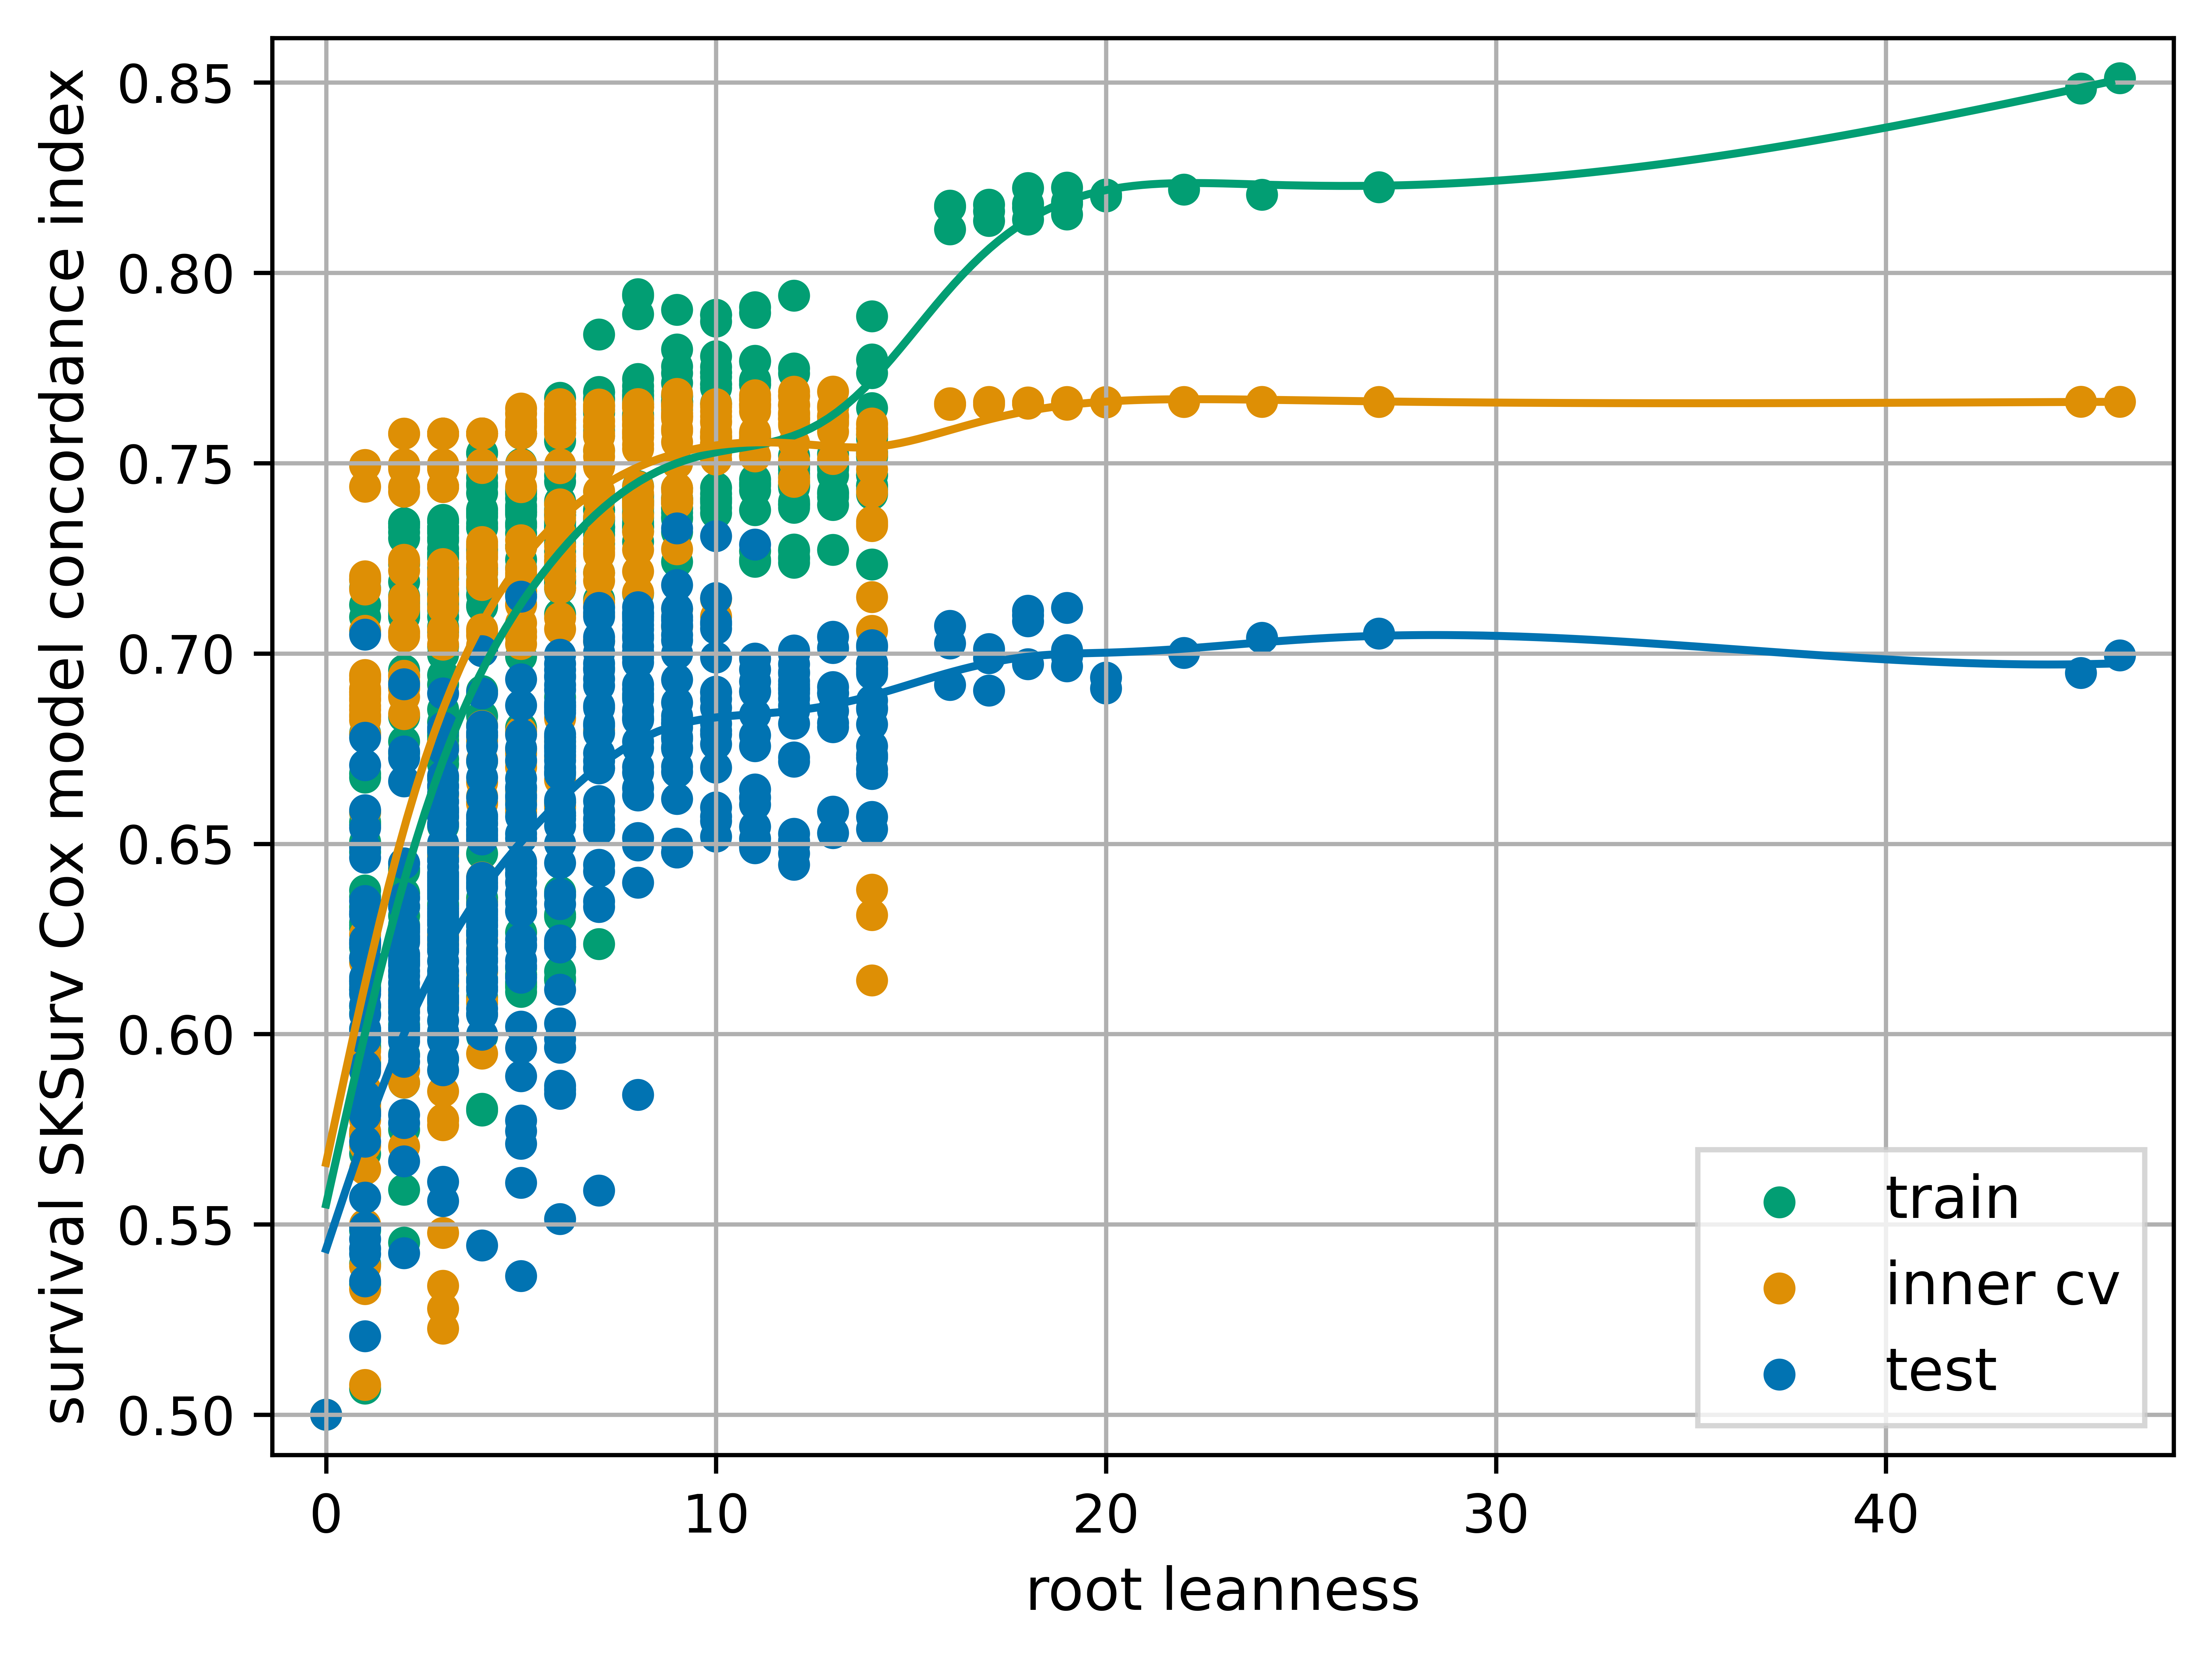 survival SKSurv Cox model concordance index
0.85
0.80
0.75
0.70
0.65
0.60
0.55
0.50
train
inner cv
test
0 10 20 30 40
root leanness